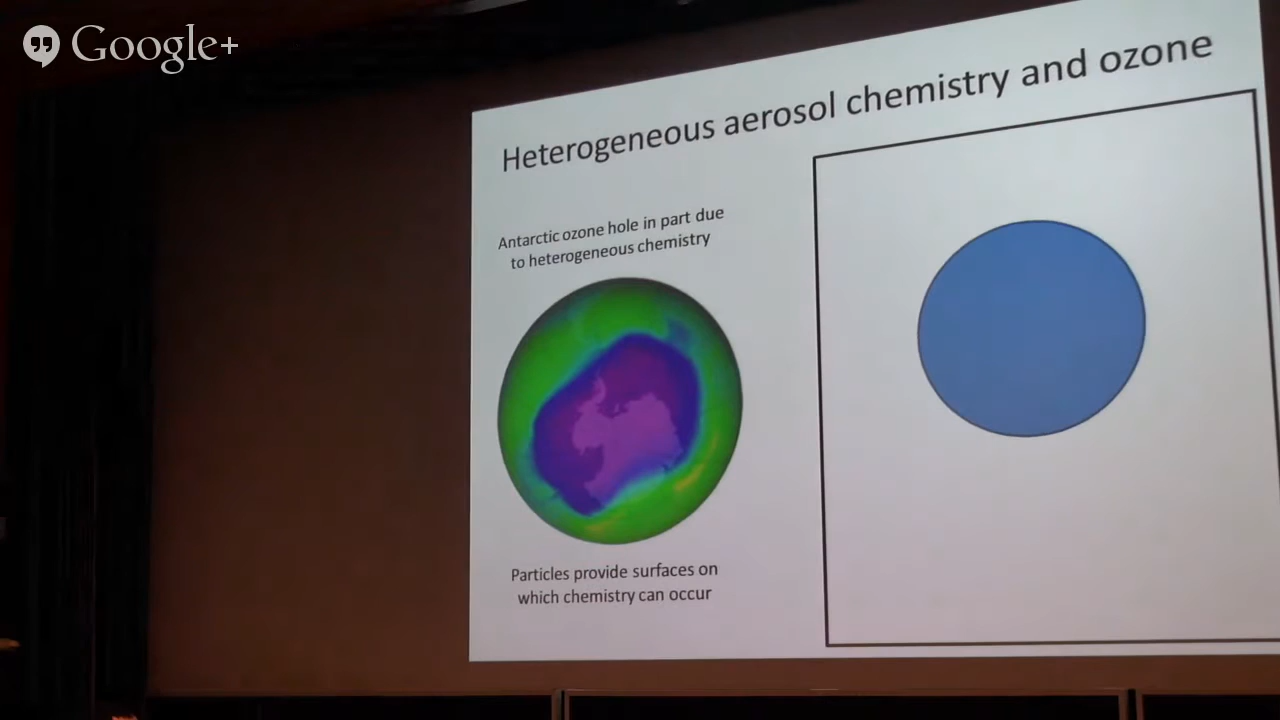 Google+
Heterogeneous aerosol chemistry and ozone
Antarctic ozone hole in part due
to heterogeneous chemistry
Particles provide surfaces on
which chemistry can occur